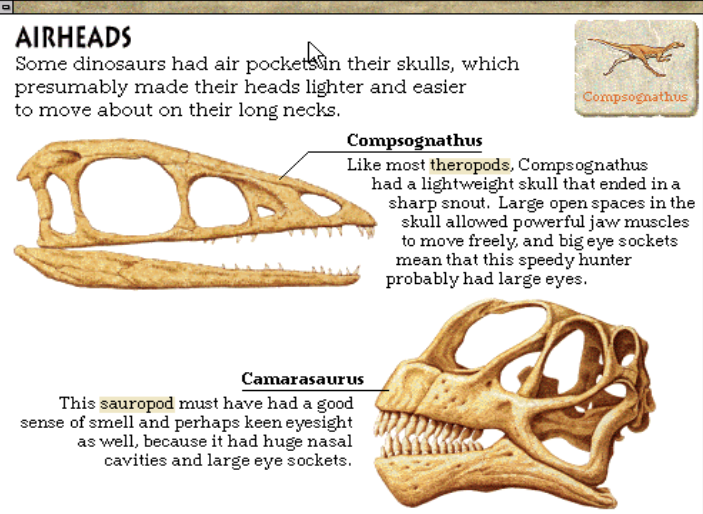 AIRHEADS
Some dinosaurs had air pockets in their skulls, which
presumably made their heads lighter and easier
to move about on their long necks.
Compsognathus
Compsognathus
Like most theropods, Compsognathus
had a lightweight skull that ended in a
sharp snout. Large open spaces in the
skull allowed powerful jaw muscles
to move freely, and big eye sockets
mean that this speedy hunter
probably had large eyes.
Camarasaurus
This sauropod must have had a good
sense of smell and perhaps keen eyesight
as well, because it had huge nasal
cavities and large eye sockets.